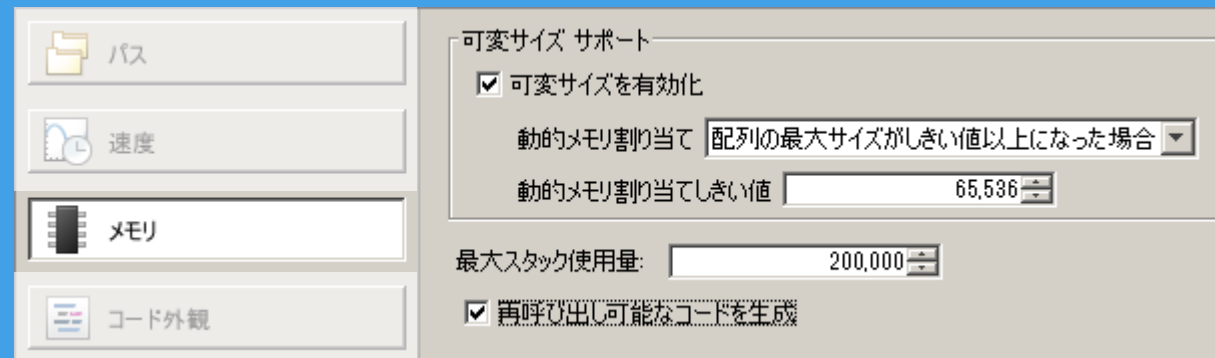 パス
速度
メモリ
コード外観
可変サイズ サポート
可変サイズを有効化
動的メモリ割り当て 配列の最大サイズがしきい値以上になった場合
動的メモリ割り当てしきい値 65,536
最大スタック使用量: 200,000
再呼び出し可能なコードを生成